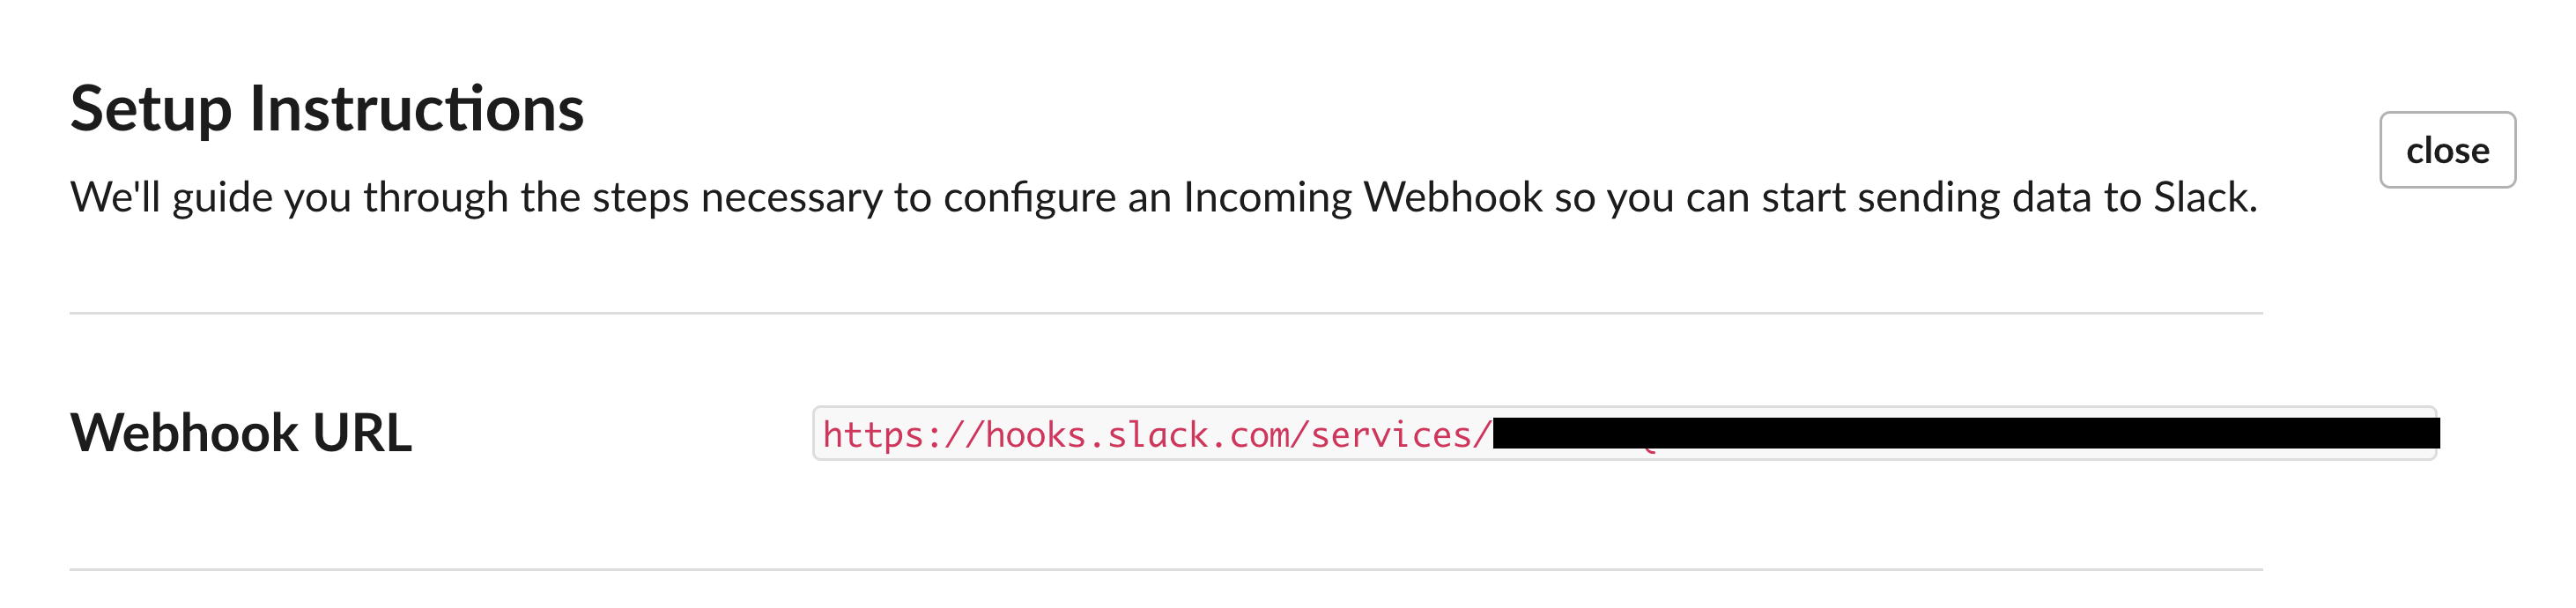 Setup Instructions
close
We'll guide you through the steps necessary to configure an Incoming Webhook so you can start sending data to Slack.
Webhook URL
https://hooks.slack.com/services/